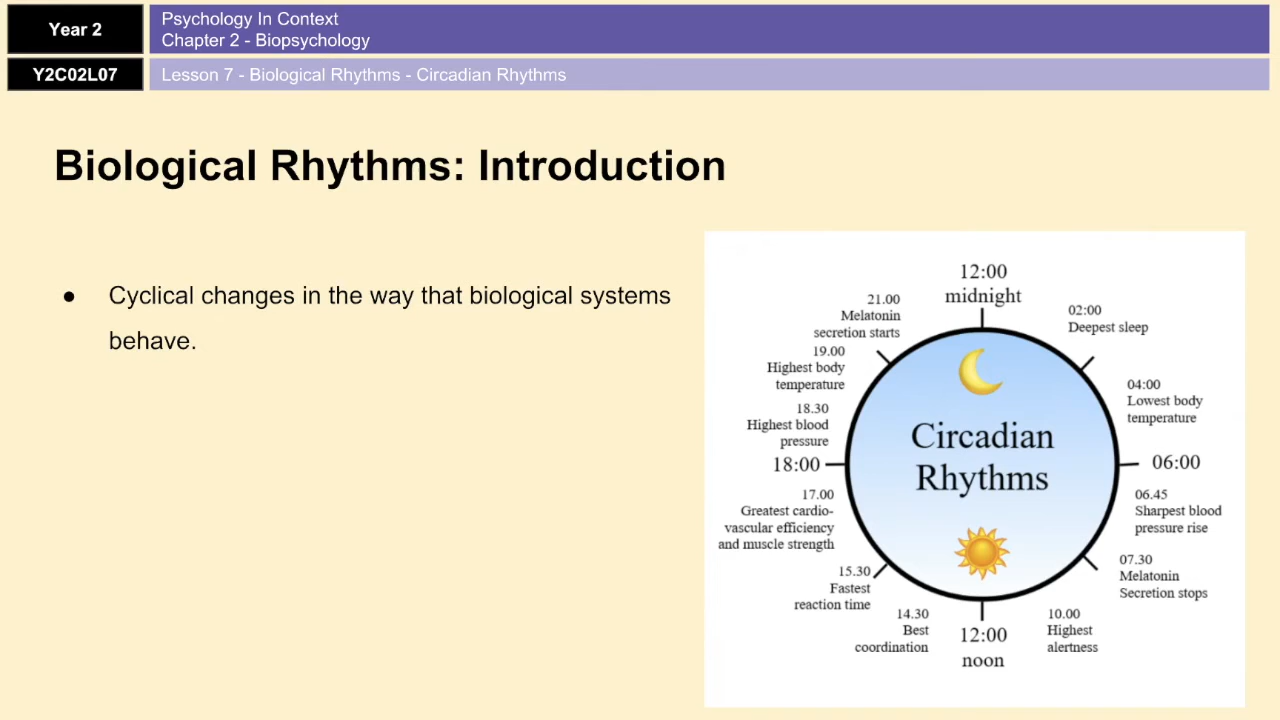 Year 2
Psychology In Context
Chapter 2 - Biopsychology
Y2C02L07
Lesson 7 - Biological Rhythms - Circadian Rhythms
Biological Rhythms: Introduction
● Cyclical changes in the way that biological systems
behave.
12:00
midnight
02:00
Deepest sleep
04:00
Lowest body
temperature
06:00
06.45
Sharpest blood
pressure rise
07.30
Melatonin
Secretion stops
10.00
Highest
alertness
12:00
noon
14.30
Best
coordination
15.30
Fastest
reaction time
17.00
Greatest cardio-
vascular efficiency
and muscle strength
18:00
18.30
Highest blood
pressure
19.00
Highest body
temperature
21.00
Melatonin
secretion starts
Circadian
Rhythms